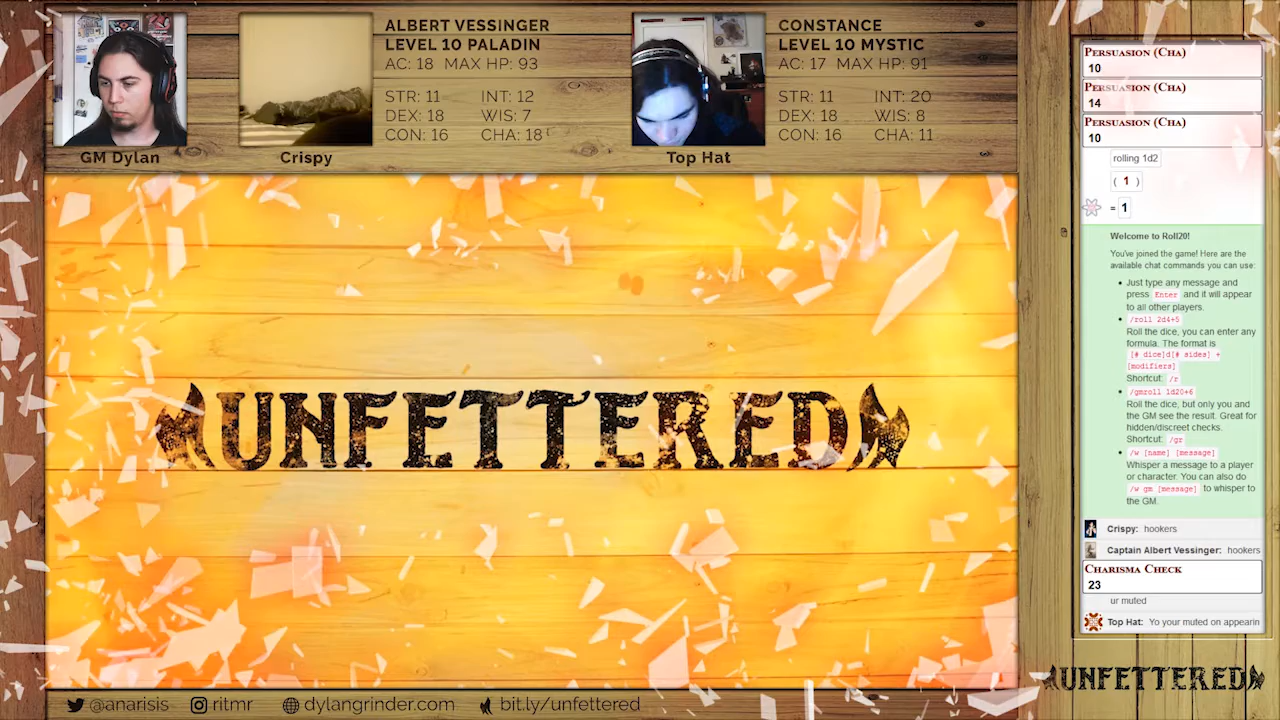 ALBERT VESSINGER
LEVEL 10 PALADIN
AC: 18 MAX HP: 93
STR: 11 INT: 12
DEX: 18 WIS: 7
CON: 16 CHA: 18
CONSTANCE
LEVEL 10 MYSTIC
AC: 17 MAX HP: 91
STR: 11 INT: 20
DEX: 18 WIS: 8
CON: 16 CHA: 11
GM Dylan
Crispy
Top Hat
UNFETTERED
@anarisis
ritmr
dylangrinder.com
bit.ly/unfettered
PERSUASION (CHA)
10
PERSUASION (CHA)
14
PERSUASION (CHA)
10
rolling 1d2
( 1 )
= 1
Welcome to Roll20!
You've joined the game! Here are the
available chat commands you can use:
• Just type any message and
press Enter and it will appear
to all other players.
• /roll 2d4+5
Roll the dice, you can enter any
formula. The format is
[# dice]d[# sides] +
[modifiers]
Shortcut: /r
• /gmroll 1d20+6
Roll the dice, but only you and
the GM see the result. Great for
hidden/discreet checks.
Shortcut: /gr
• /w [name] [message]
Whisper a message to a player
or character. You can also do
/w gm [message] to whisper to
the GM.
Crispy: hookers
Captain Albert Vessinger: hookers
CHARISMA CHECK
23
ur muted
Top Hat: Yo your muted on appearin
UNFETTERED